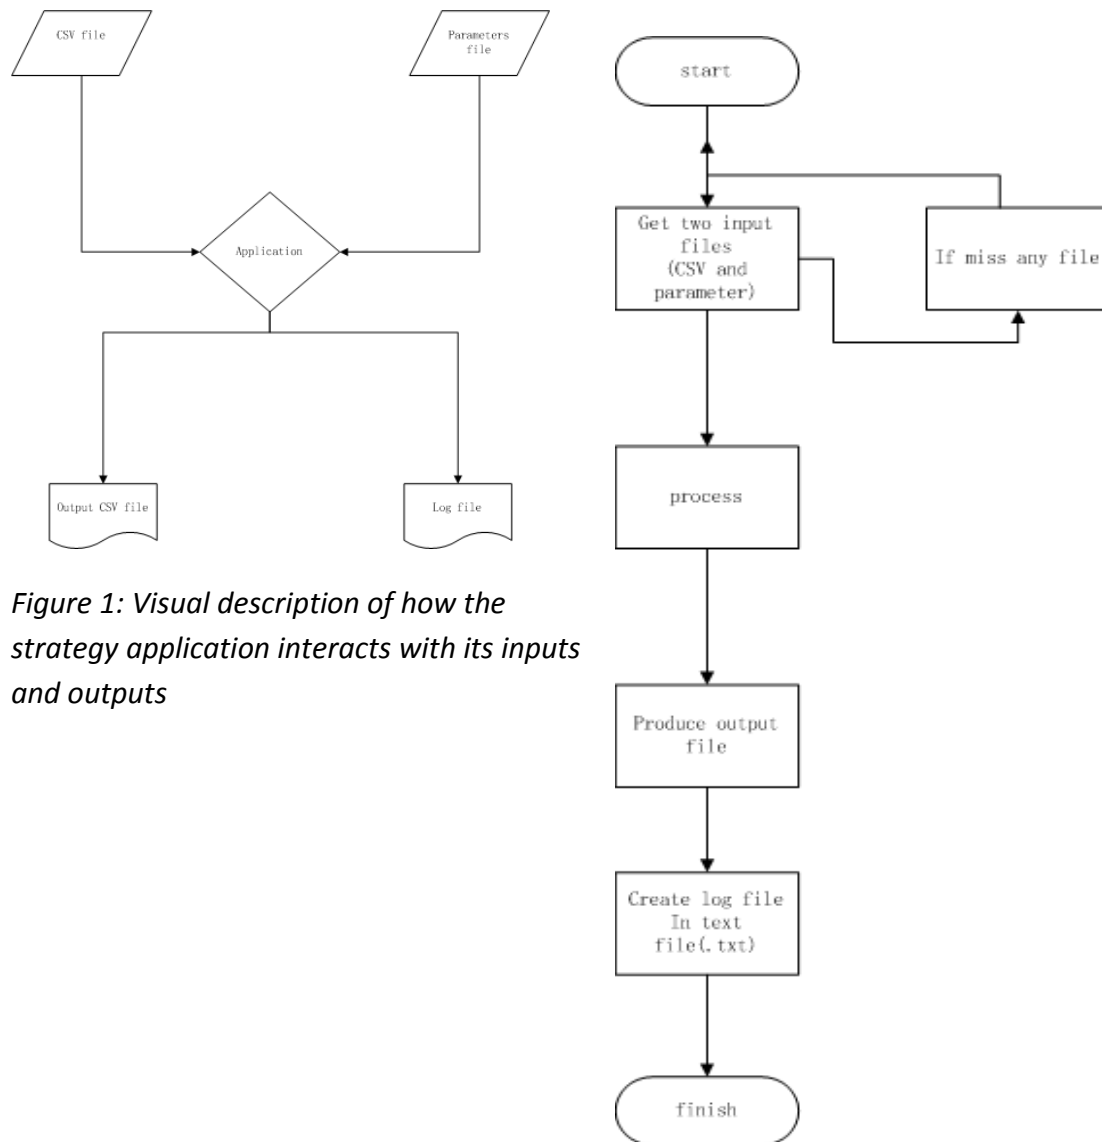 CSV file
Parameters
file
Application
Output CSV file
Log file
Figure 1: Visual description of how the
strategy application interacts with its inputs
and outputs
start
Get two input
files
(CSV and
parameter)
If miss any file
process
Produce output
file
Create log file
In text
file(.txt)
finish